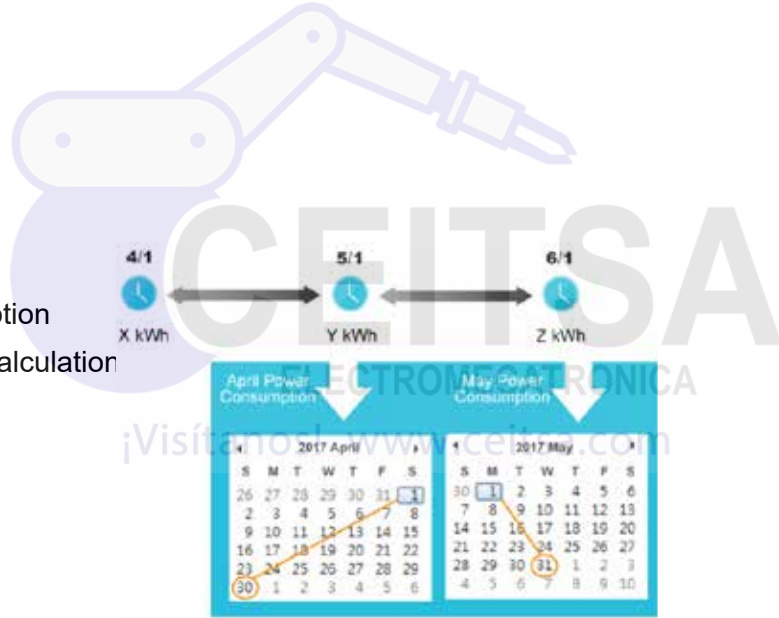 CEITSA
ELECTROMECATRÓNICA
¡Visítanos!: www.ceitsa.com
4/1 5/1 6/1
X kWh Y kWh Z kWh
ption
alculation
April Power
Consumption
May Power
Consumption
2017 April
S M T W T F S
26 27 28 29 30 31 1
2 3 4 5 6 7 8
9 10 11 12 13 14 15
16 17 18 19 20 21 22
23 24 25 26 27 28 29
30 1 2 3 4 5 6
2017 May
S M T W T F S
30 1 2 3 4 5 6
7 8 9 10 11 12 13
14 15 16 17 18 19 20
21 22 23 24 25 26 27
28 29 30 31 1 2 3
4 5 6 7 8 9 10